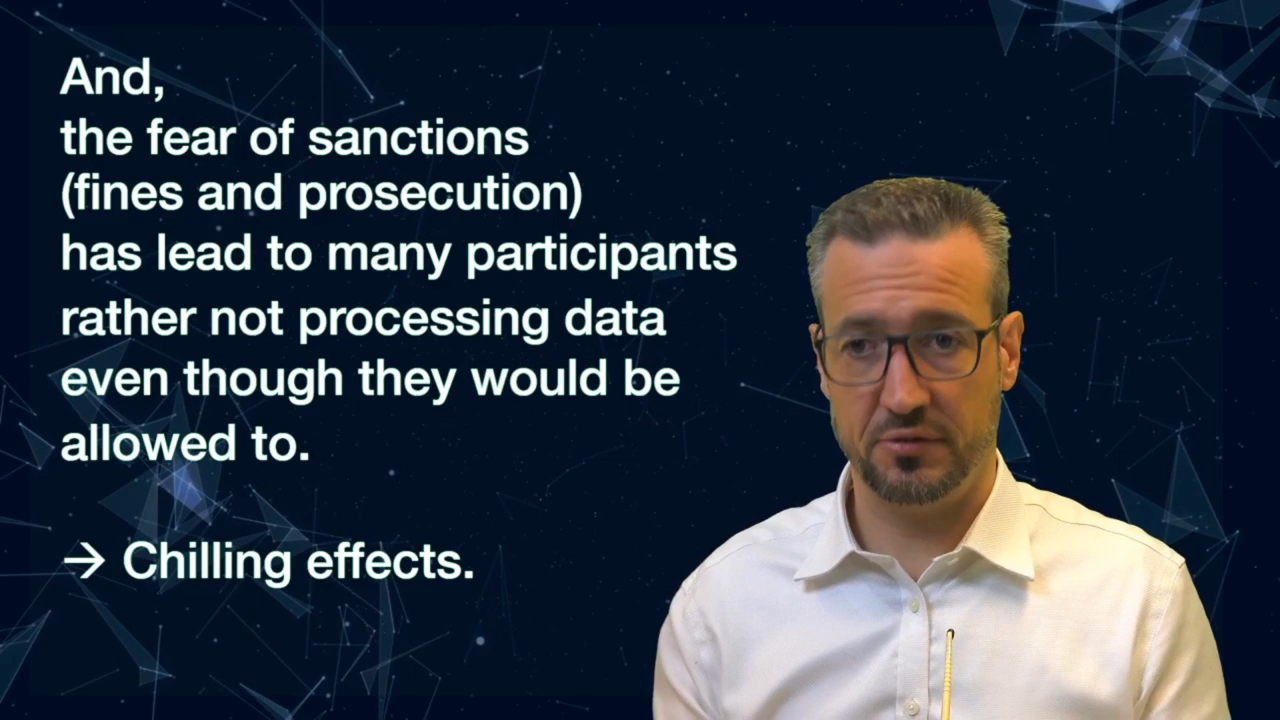 And,
the fear of sanctions
(fines and prosecution)
has lead to many participants
rather not processing data
even though they would be
allowed to.
→ Chilling effects.